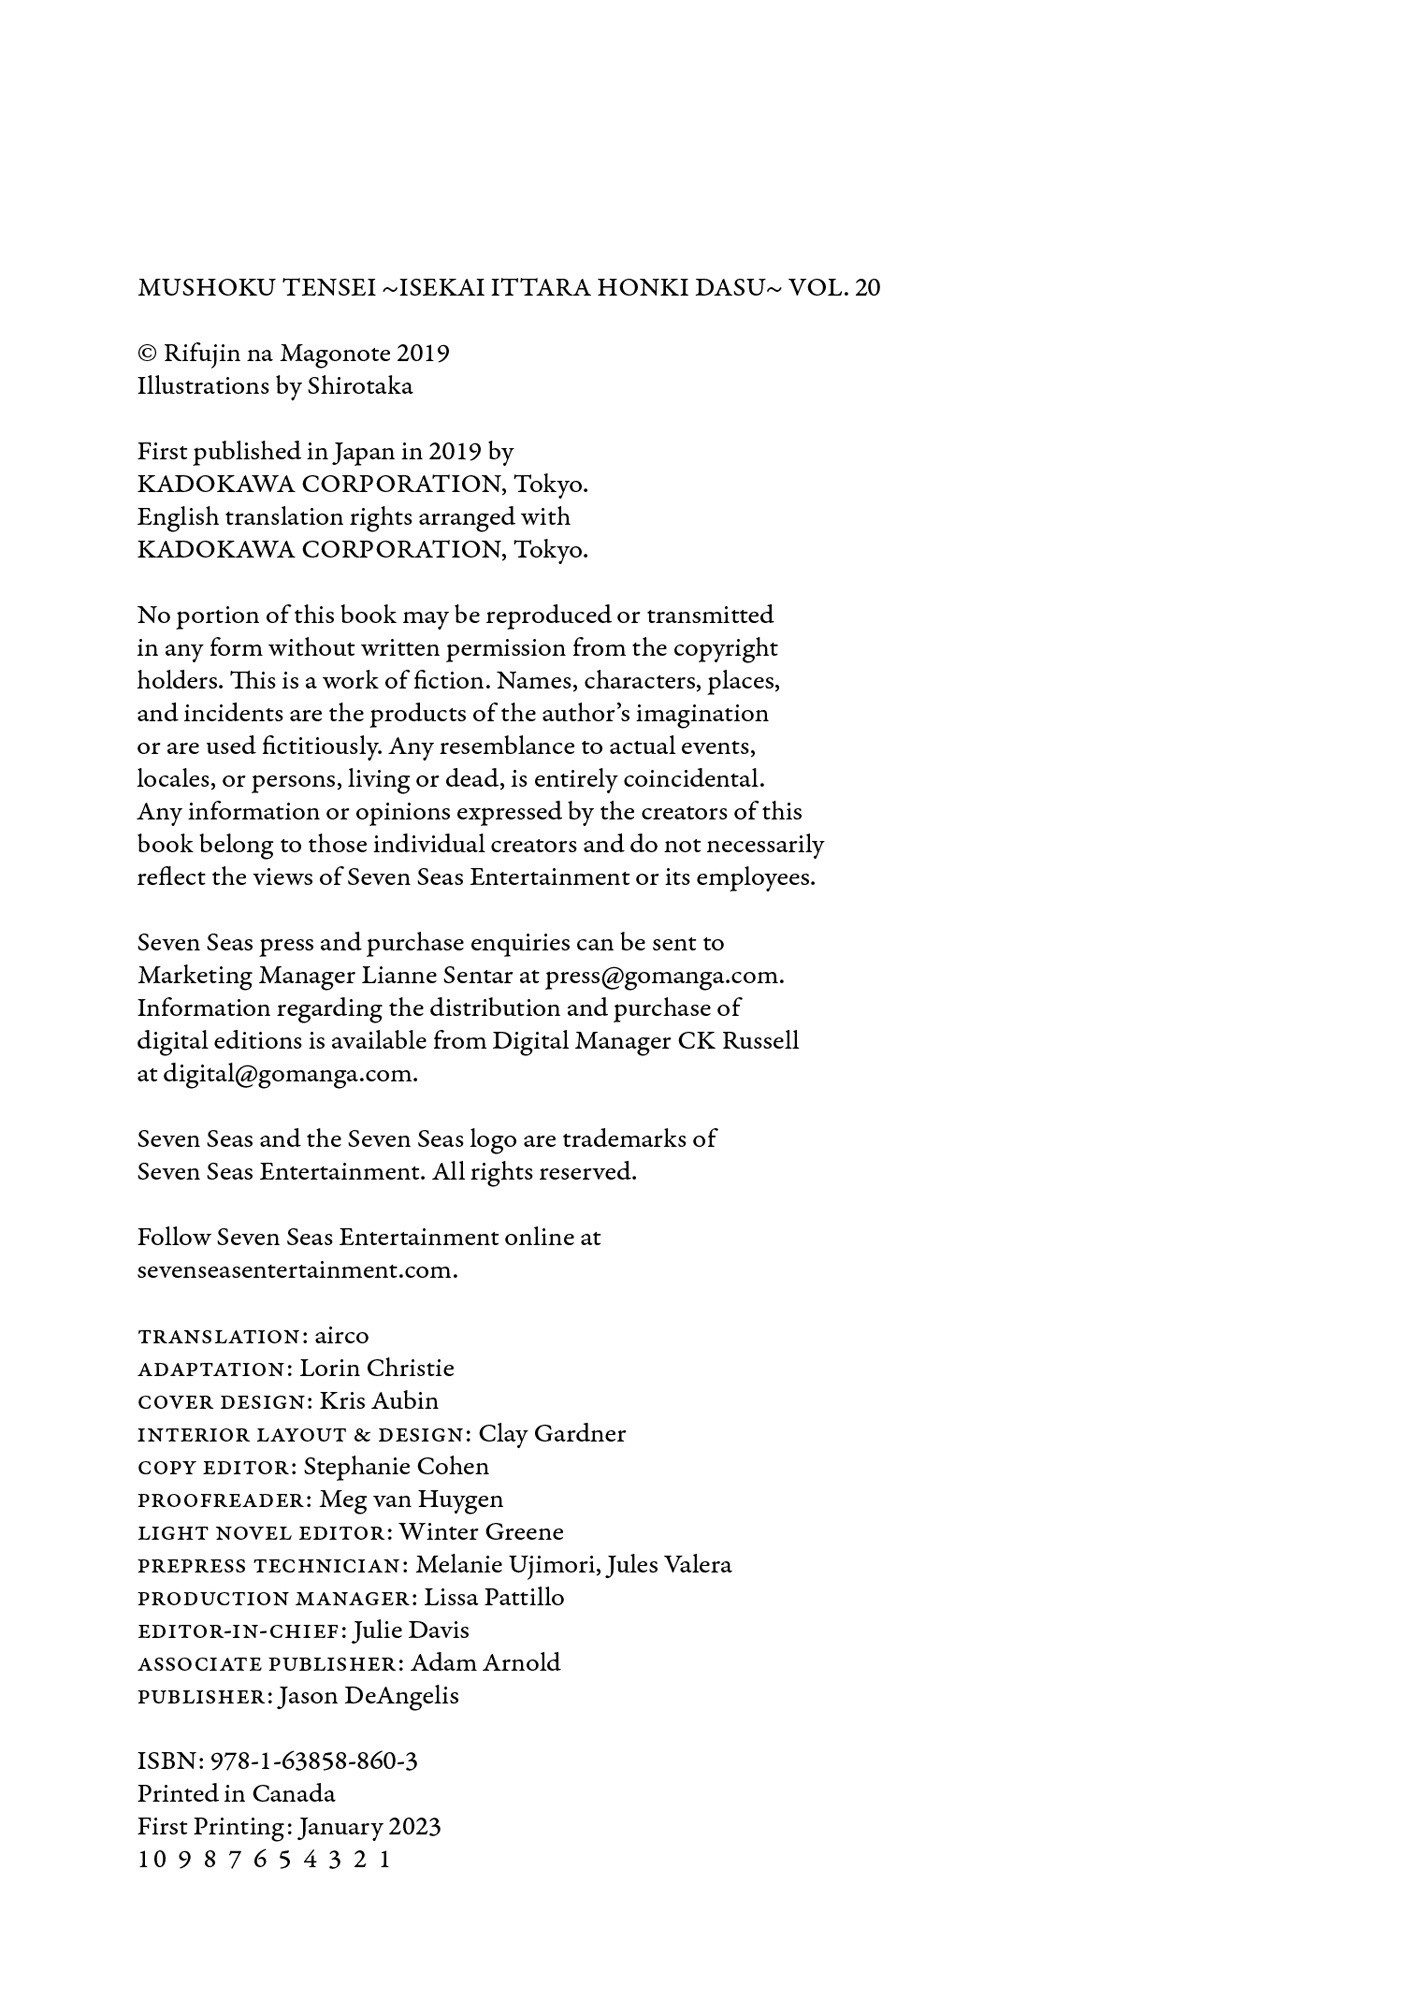 MUSHOKU TENSEI ~ISEKAI ITTARA HONKI DASU~ VOL. 20
© Rifujin na Magonote 2019
Illustrations by Shirotaka
First published in Japan in 2019 by
KADOKAWA CORPORATION, Tokyo.
English translation rights arranged with
KADOKAWA CORPORATION, Tokyo.
No portion of this book may be reproduced or transmitted
in any form without written permission from the copyright
holders. This is a work of fiction. Names, characters, places,
and incidents are the products of the author’s imagination
or are used fictitiously. Any resemblance to actual events,
locales, or persons, living or dead, is entirely coincidental.
Any information or opinions expressed by the creators of this
book belong to those individual creators and do not necessarily
reflect the views of Seven Seas Entertainment or its employees.
Seven Seas press and purchase enquiries can be sent to
Marketing Manager Lianne Sentar at press@gomanga.com.
Information regarding the distribution and purchase of
digital editions is available from Digital Manager CK Russell
at digital@gomanga.com.
Seven Seas and the Seven Seas logo are trademarks of
Seven Seas Entertainment. All rights reserved.
Follow Seven Seas Entertainment online at
sevenseasentertainment.com.
TRANSLATION: airco
ADAPTATION: Lorin Christie
COVER DESIGN: Kris Aubin
INTERIOR LAYOUT & DESIGN: Clay Gardner
COPY EDITOR: Stephanie Cohen
PROOFREADER: Meg van Huygen
LIGHT NOVEL EDITOR: Winter Greene
PREPRESS TECHNICIAN: Melanie Ujimori, Jules Valera
PRODUCTION MANAGER: Lissa Pattillo
EDITOR-IN-CHIEF: Julie Davis
ASSOCIATE PUBLISHER: Adam Arnold
PUBLISHER: Jason DeAngelis
ISBN: 978-1-63858-860-3
Printed in Canada
First Printing: January 2023
10 9 8 7 6 5 4 3 2 1